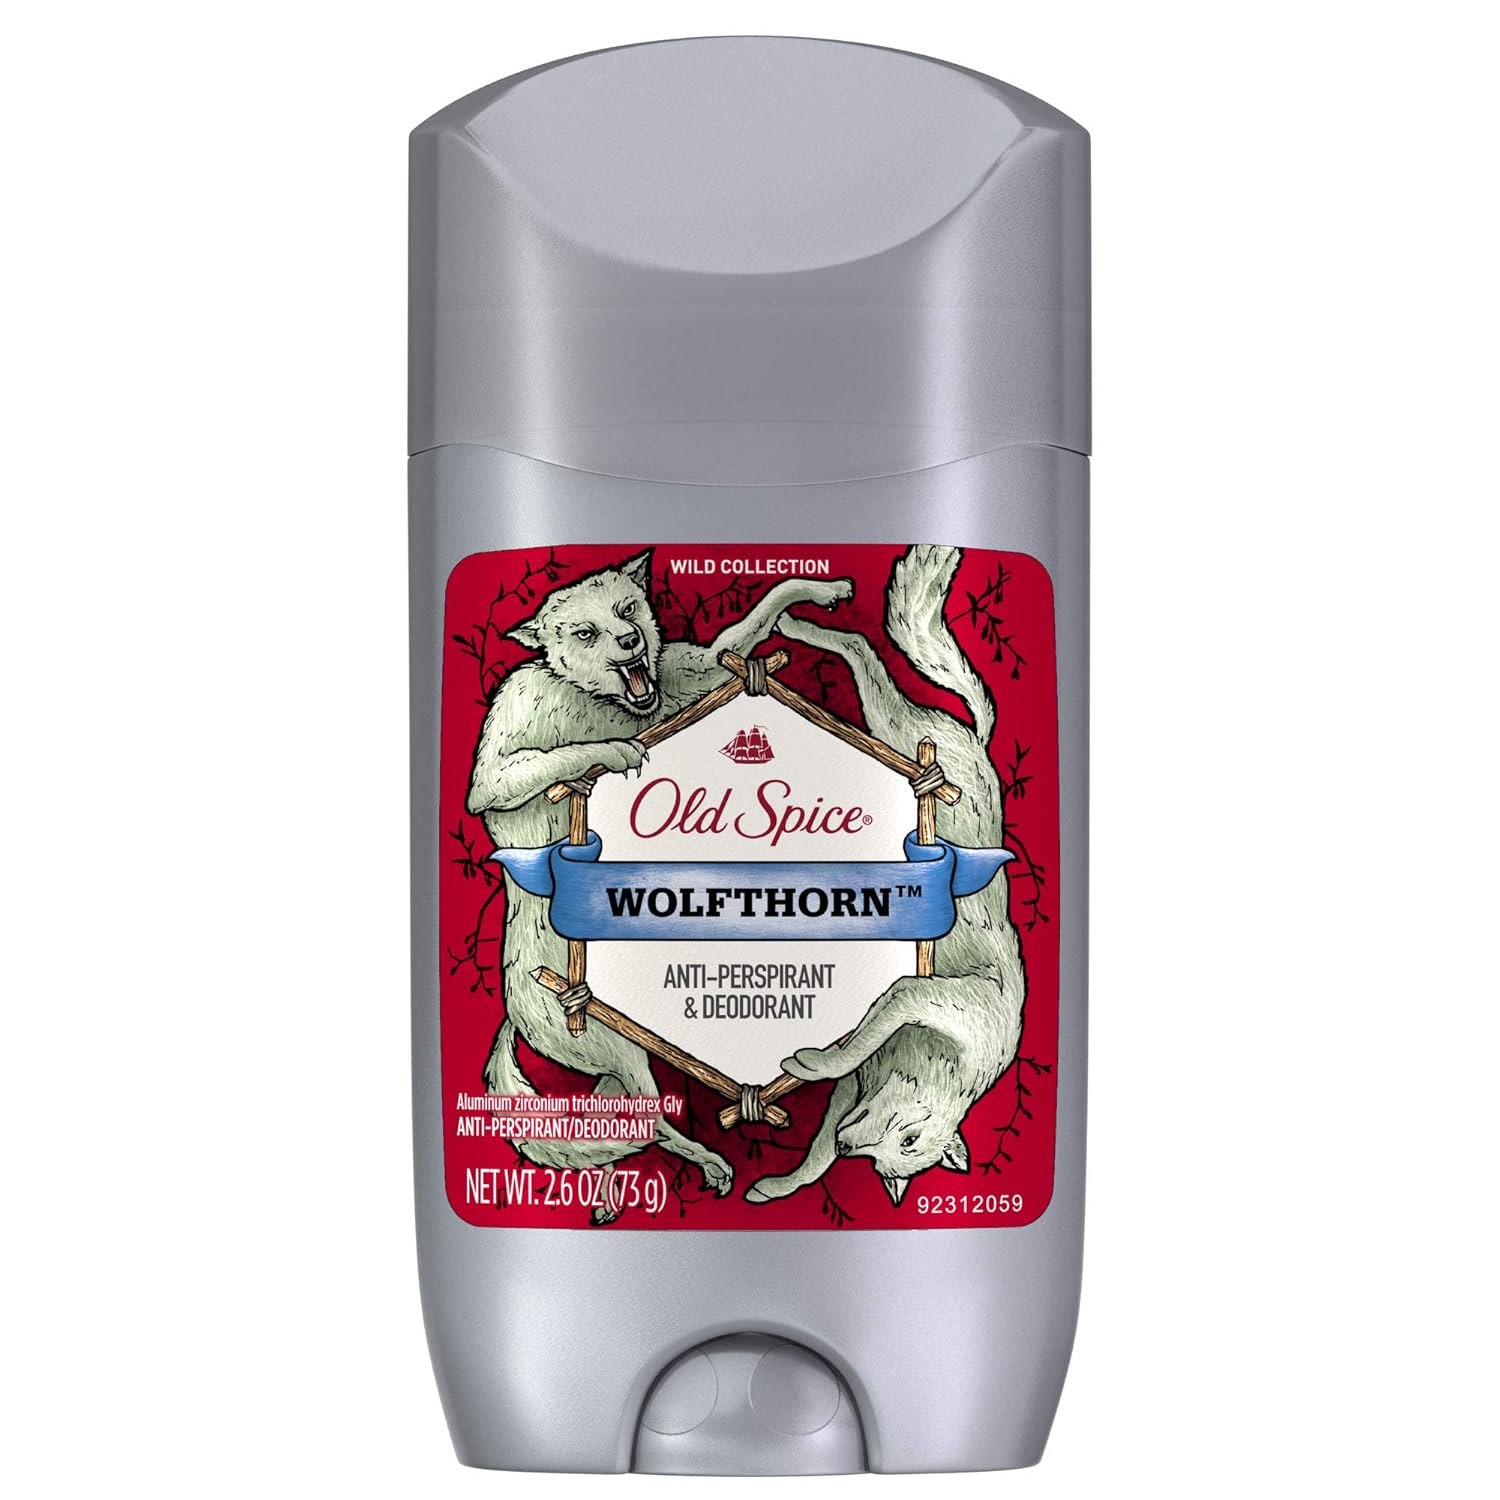 WILD COLLECTION
Old Spice®
WOLFTHORN™
ANTI-PERSPIRANT
& DEODORANT
Aluminum zirconium trichlorohydrex Gly
ANTI-PERSPIRANT/DEODORANT
NET WT. 2.6 OZ (73 g)
92312059